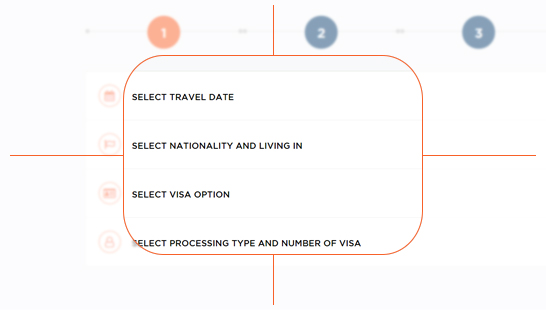 1 2 3
SELECT TRAVEL DATE
SELECT NATIONALITY AND LIVING IN
SELECT VISA OPTION
SELECT PROCESSING TYPE AND NUMBER OF VISA